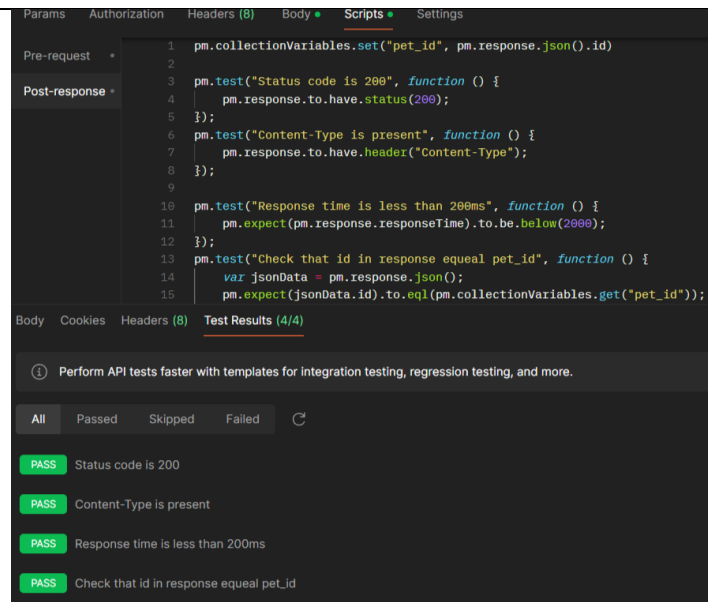 Params Authorization Headers (8) Body Scripts Settings
Pre-request
Post-response
1 pm.collectionVariables.set("pet_id", pm.response.json().id)
2
3 pm.test("Status code is 200", function () {
4 pm.response.to.have.status(200);
5 });
6 pm.test("Content-Type is present", function () {
7 pm.response.to.have.header("Content-Type");
8 });
9
10 pm.test("Response time is less than 200ms", function () {
11 pm.expect(pm.response.responseTime).to.be.below(2000);
12 });
13 pm.test("Check that id in response equeal pet_id", function () {
14 var jsonData = pm.response.json();
15 pm.expect(jsonData.id).to.eql(pm.collectionVariables.get("pet_id"));
Body Cookies Headers (8) Test Results (4/4)
Perform API tests faster with templates for integration testing, regression testing, and more.
All Passed Skipped Failed
PASS Status code is 200
PASS Content-Type is present
PASS Response time is less than 200ms
PASS Check that id in response equeal pet_id